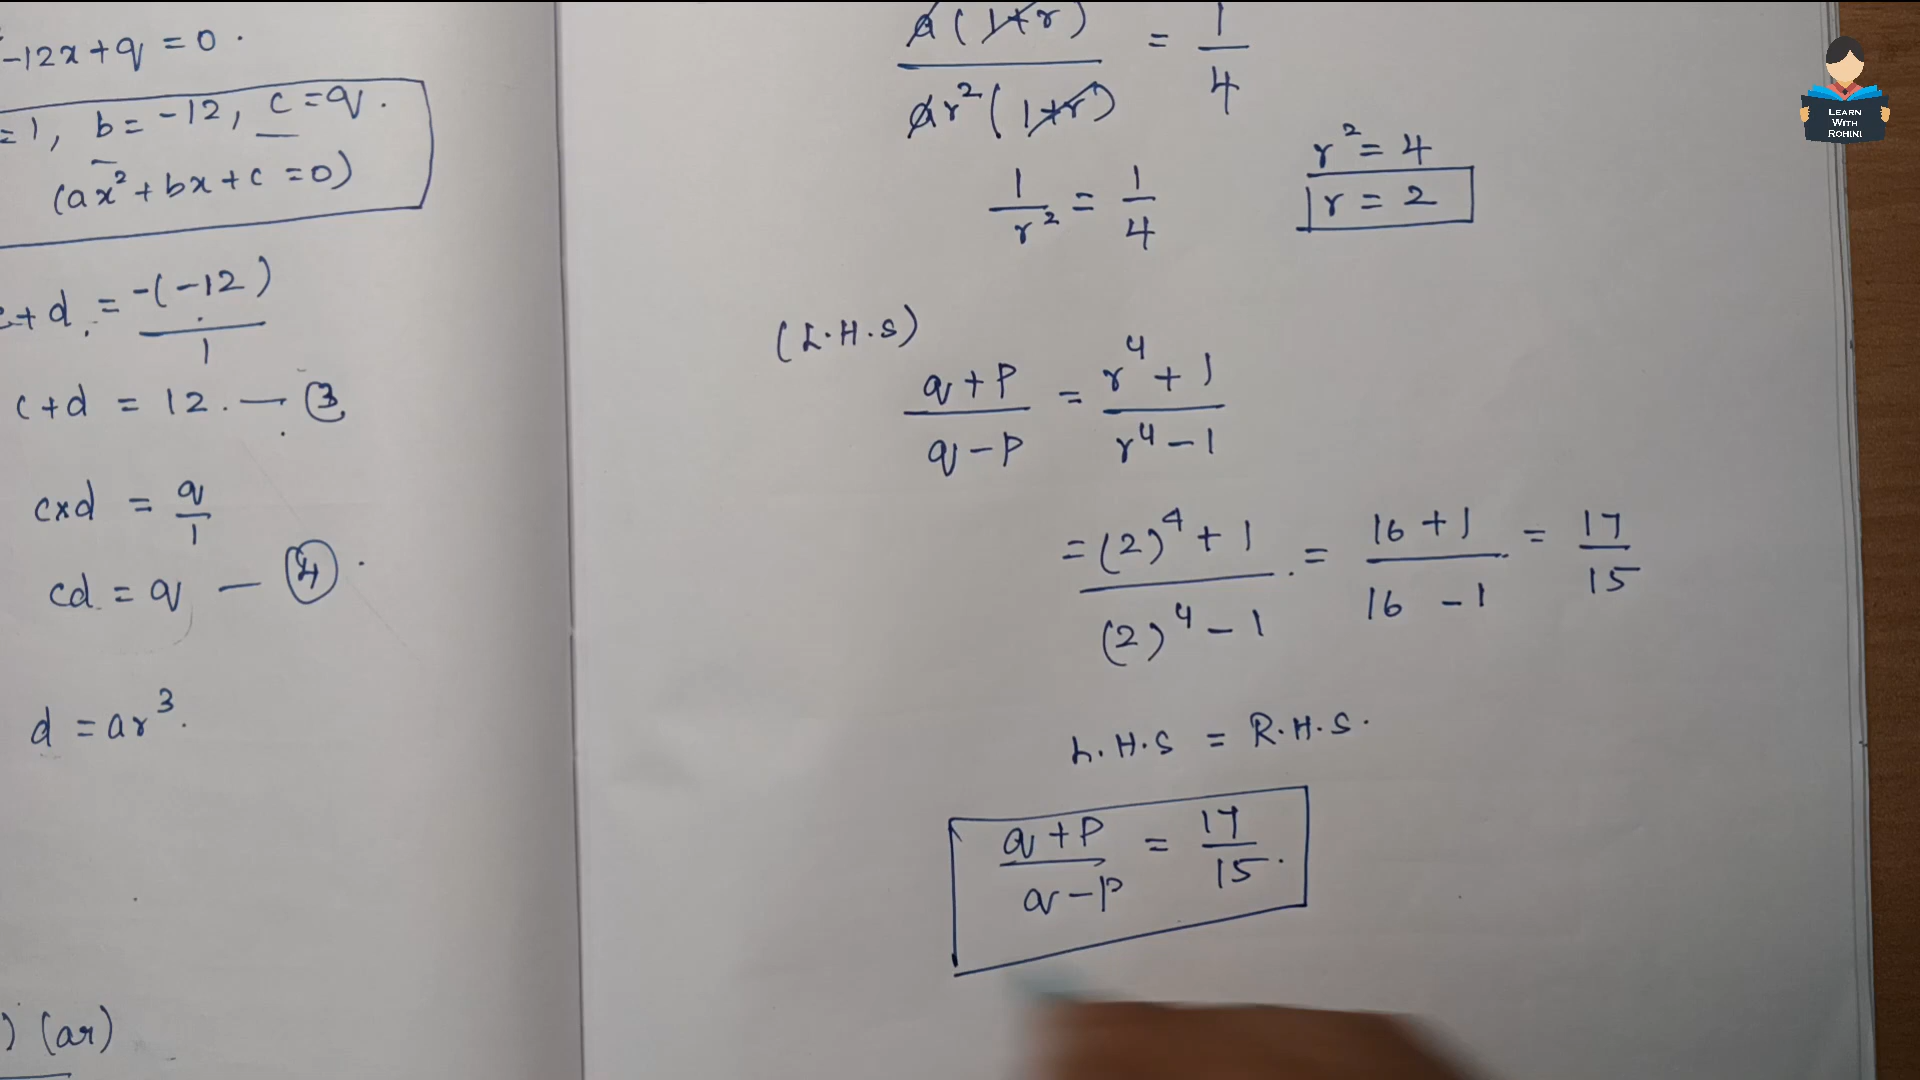 -12x + q = 0.
= 1, b = -12, c = q.
(ax² + bx + c = 0)
+ d = -(-12) / 1
c + d = 12. — ③
c×d = q/1
cd = q — ④
d = ar³.
) (ar)
a(1+r) / ar²(1+r) = 1/4
1/r² = 1/4
r² = 4
r = 2
(L.H.S)
q+p / q-p = r⁴+1 / r⁴-1
= (2)⁴+1 / (2)⁴-1 = 16+1 / 16-1 = 17/15
L.H.S = R.H.S.
q+p / q-p = 17/15.
LEARN
WITH
ROHINI